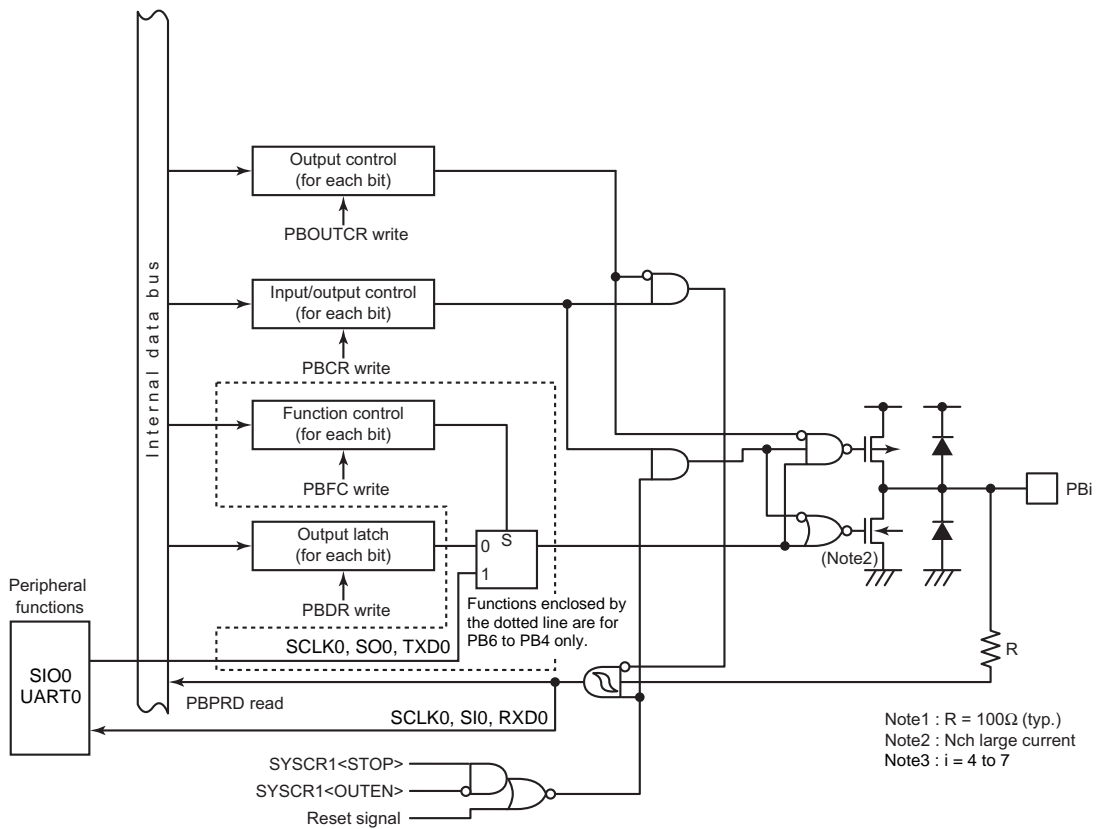 Internal data bus
Output control
(for each bit)
PBOUTCR write
Input/output control
(for each bit)
PBCR write
Function control
(for each bit)
PBFC write
Output latch
(for each bit)
PBDR write
S
0
1
Functions enclosed by
the dotted line are for
PB6 to PB4 only.
Peripheral
functions
SIO0
UART0
SCLK0, SO0, TXD0
PBPRD read
SCLK0, SI0, RXD0
SYSCR1<STOP>
SYSCR1<OUTEN>
Reset signal
(Note2)
PBi
R
Note1 : R = 100Ω (typ.)
Note2 : Nch large current
Note3 : i = 4 to 7